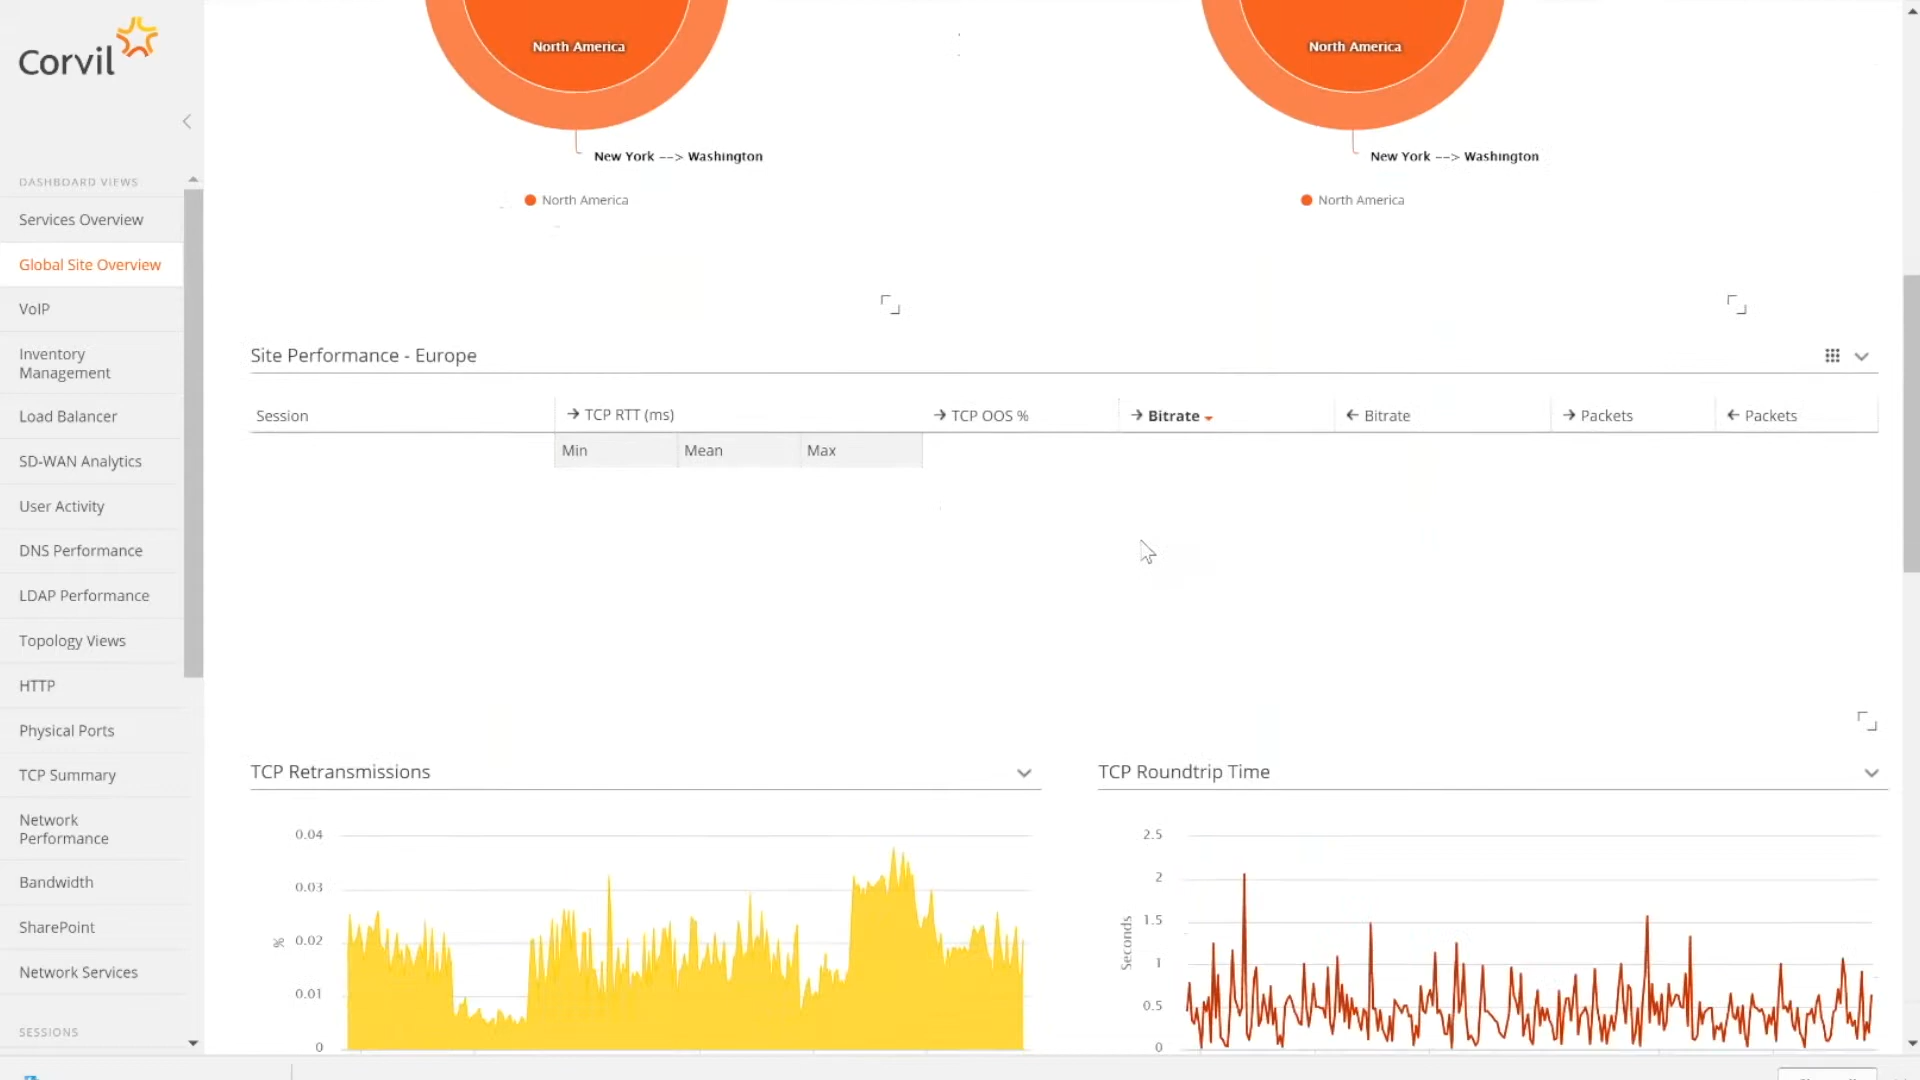 Corvil
DASHBOARD VIEWS
Services Overview
Global Site Overview
VoIP
Inventory
Management
Load Balancer
SD-WAN Analytics
User Activity
DNS Performance
LDAP Performance
Topology Views
HTTP
Physical Ports
TCP Summary
Network
Performance
Bandwidth
SharePoint
Network Services
SESSIONS
North America
New York --> Washington
North America
North America
New York --> Washington
North America
Site Performance - Europe
Session
→ TCP RTT (ms)
→ TCP OOS %
→ Bitrate
← Bitrate
→ Packets
← Packets
Min
Mean
Max
TCP Retransmissions
0.04
0.03
0.02
0.01
0
%
TCP Roundtrip Time
2.5
2
1.5
1
0.5
0
Seconds